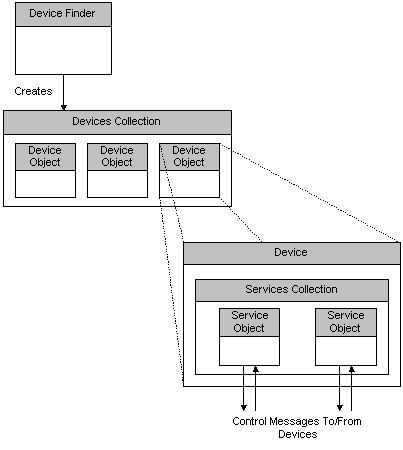 Device Finder
Creates
Devices Collection
Device Device Device
Object Object Object
Device
Services Collection
Service Service
Object Object
Control Messages To/From
Devices